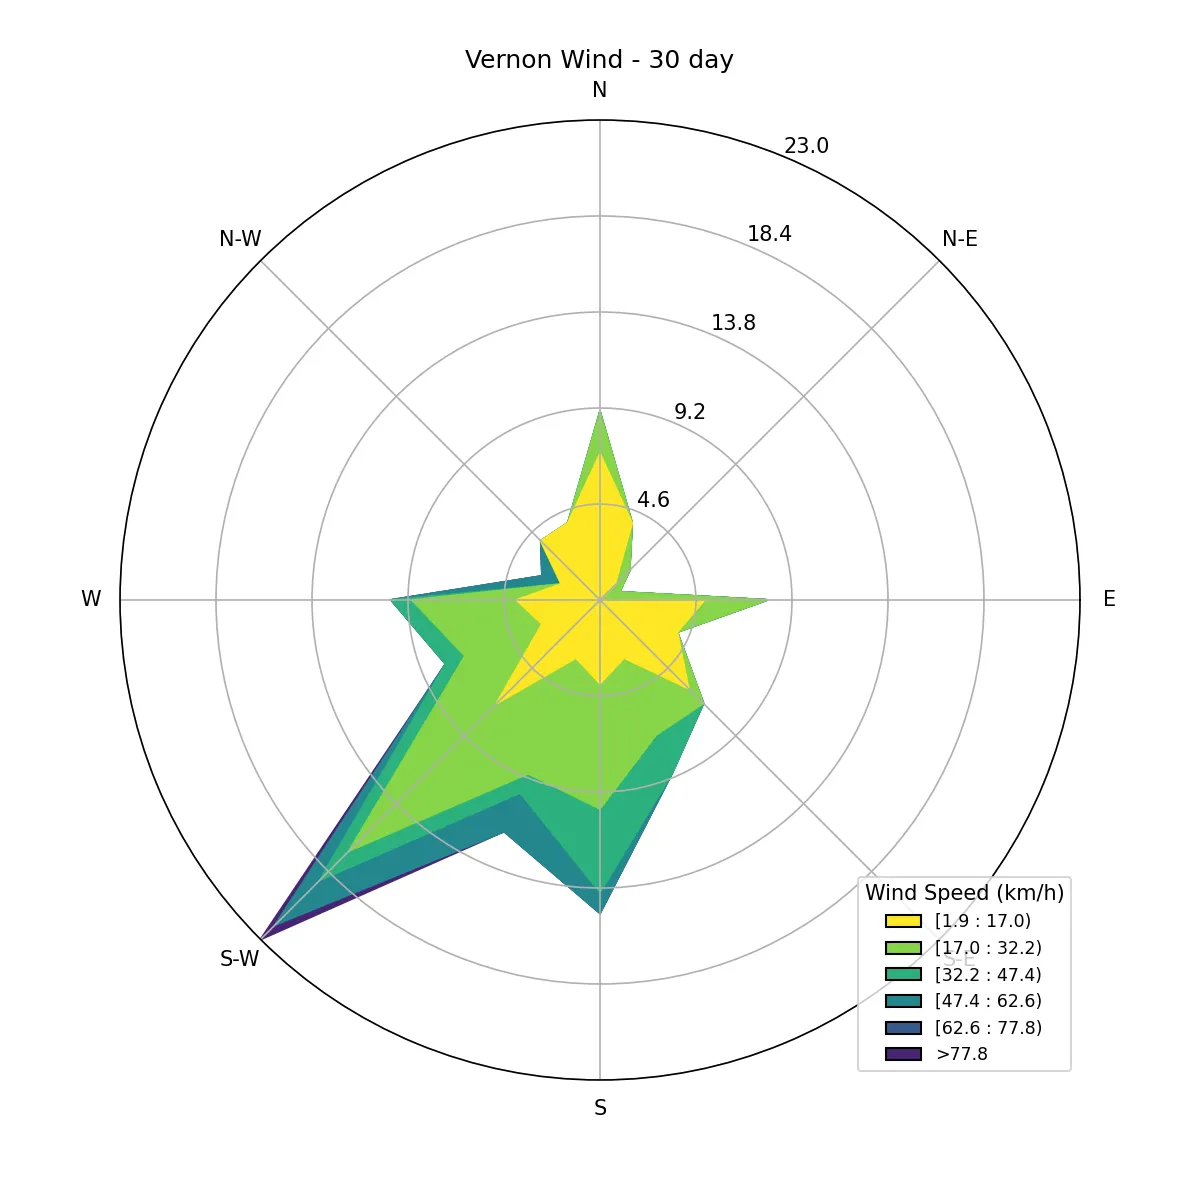 Vernon Wind - 30 day
N
23.0
N-W
18.4
N-E
13.8
9.2
4.6
W
E
S-W
S-E
S
Wind Speed (km/h)
[1.9 : 17.0)
[17.0 : 32.2)
[32.2 : 47.4)
[47.4 : 62.6)
[62.6 : 77.8)
>77.8